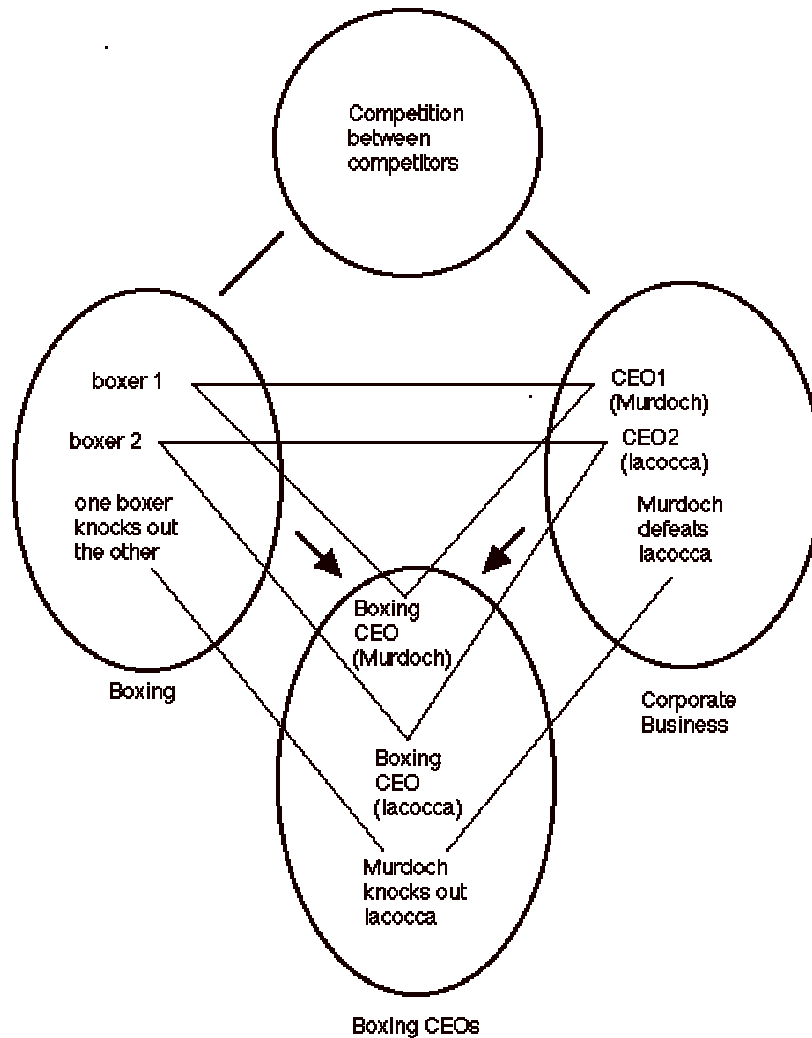 Competition
between
competitors
boxer 1
boxer 2
one boxer
knocks out
the other
Boxing
CEO1
(Murdoch)
CEO2
(Iacocca)
Murdoch
defeats
Iacocca
Corporate
Business
Boxing
CEO
(Murdoch)
Boxing
CEO
(Iacocca)
Murdoch
knocks out
Iacocca
Boxing CEOs